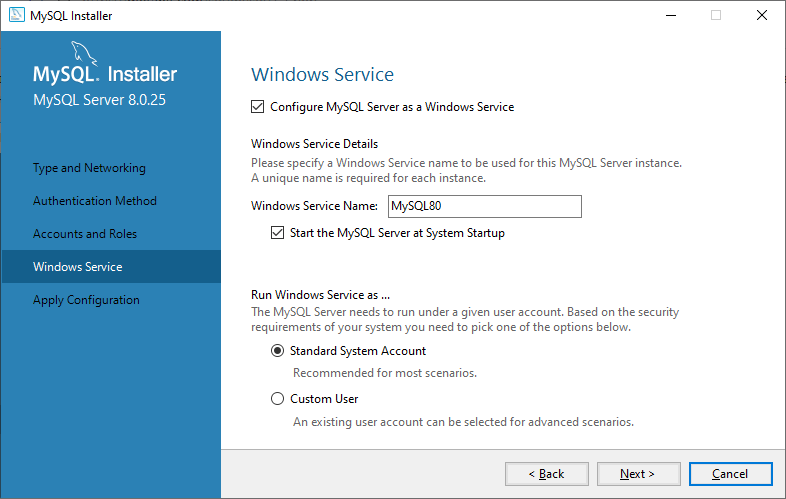 MySQL Installer
MySQL. Installer
MySQL Server 8.0.25
Type and Networking
Authentication Method
Accounts and Roles
Windows Service
Apply Configuration
Windows Service
Configure MySQL Server as a Windows Service
Windows Service Details
Please specify a Windows Service name to be used for this MySQL Server instance.
A unique name is required for each instance.
Windows Service Name: MySQL80
Start the MySQL Server at System Startup
Run Windows Service as ...
The MySQL Server needs to run under a given user account. Based on the security
requirements of your system you need to pick one of the options below.
Standard System Account
Recommended for most scenarios.
Custom User
An existing user account can be selected for advanced scenarios.
< Back Next > Cancel